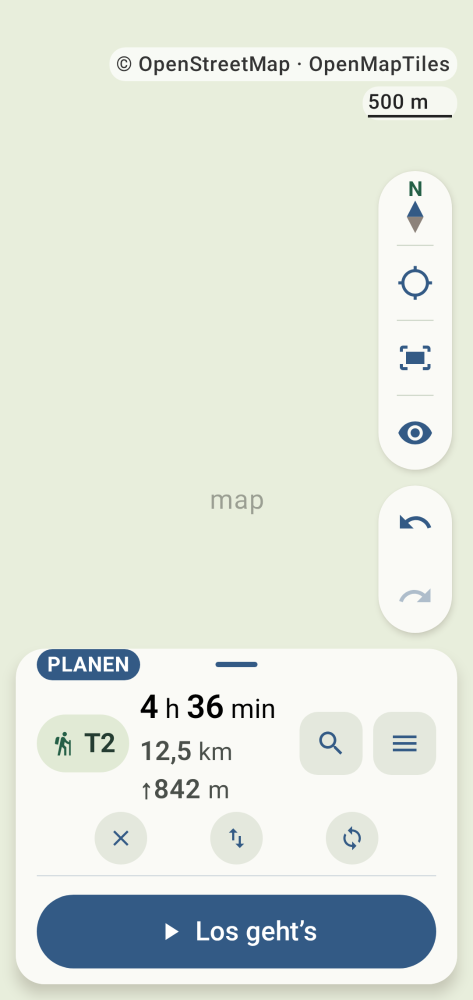 © OpenStreetMap · OpenMapTiles
500 m
N
map
PLANEN
4 h 36 min
T2
12,5 km
↑842 m
Los geht’s